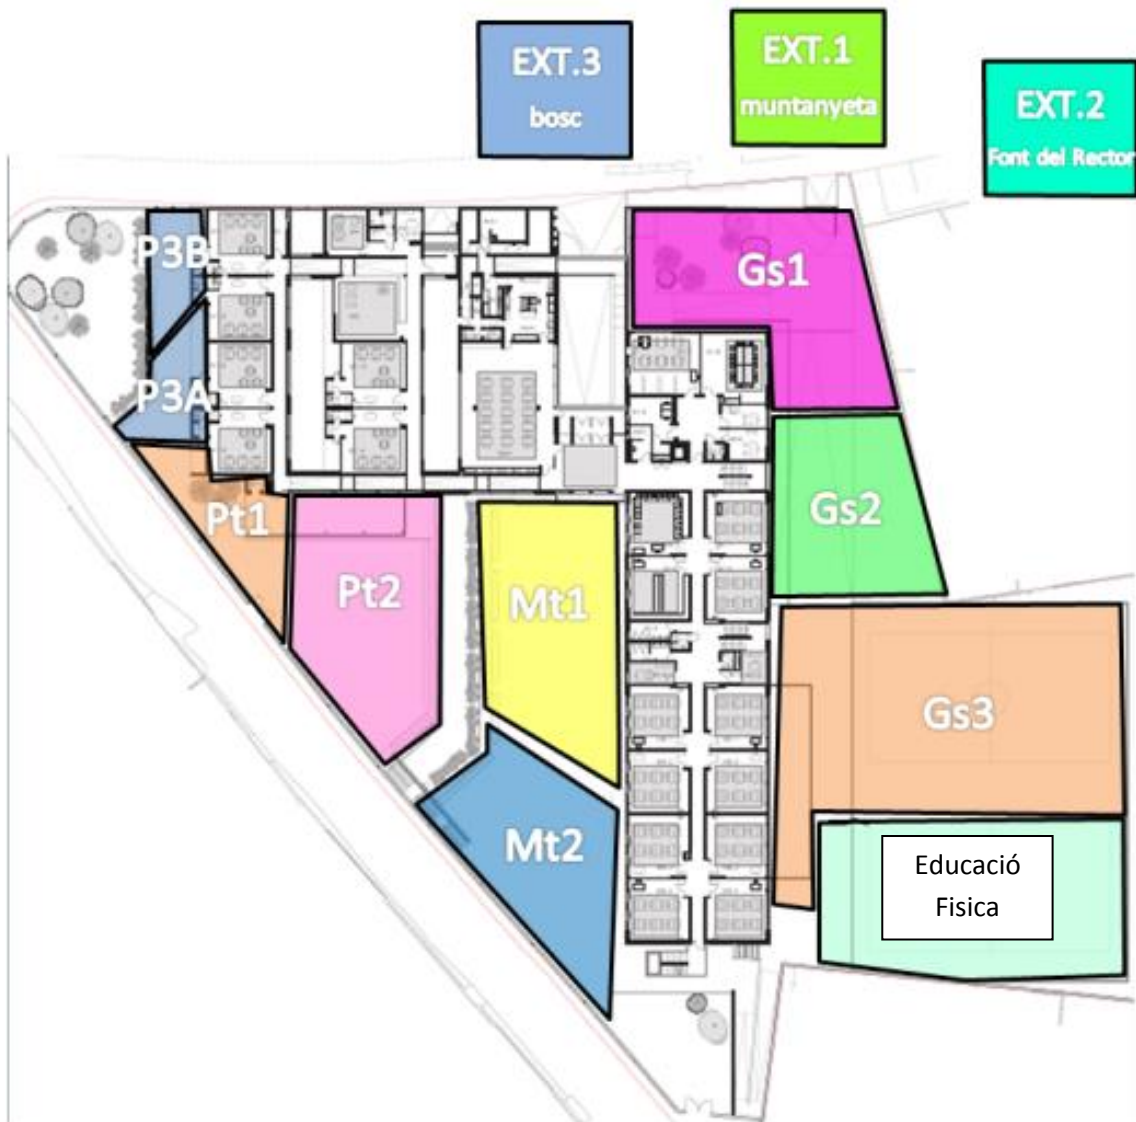 EXT.3
bosc
EXT.1
muntanyeta
EXT.2
Font del Rector
P3B
Gs1
P3A
Pt1
Gs2
Pt2
Mt1
Gs3
Mt2
Educació
Fisica